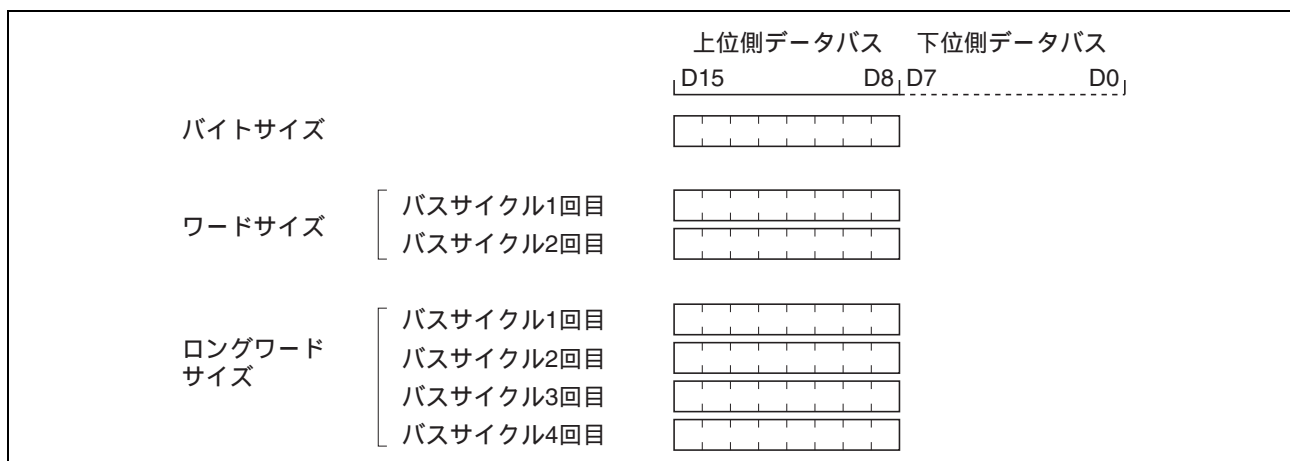 上位側データバス 下位側データバス
D15 D8 D7 D0
バイトサイズ
ワードサイズ
バスサイクル1回目
バスサイクル2回目
ロングワード
サイズ
バスサイクル1回目
バスサイクル2回目
バスサイクル3回目
バスサイクル4回目